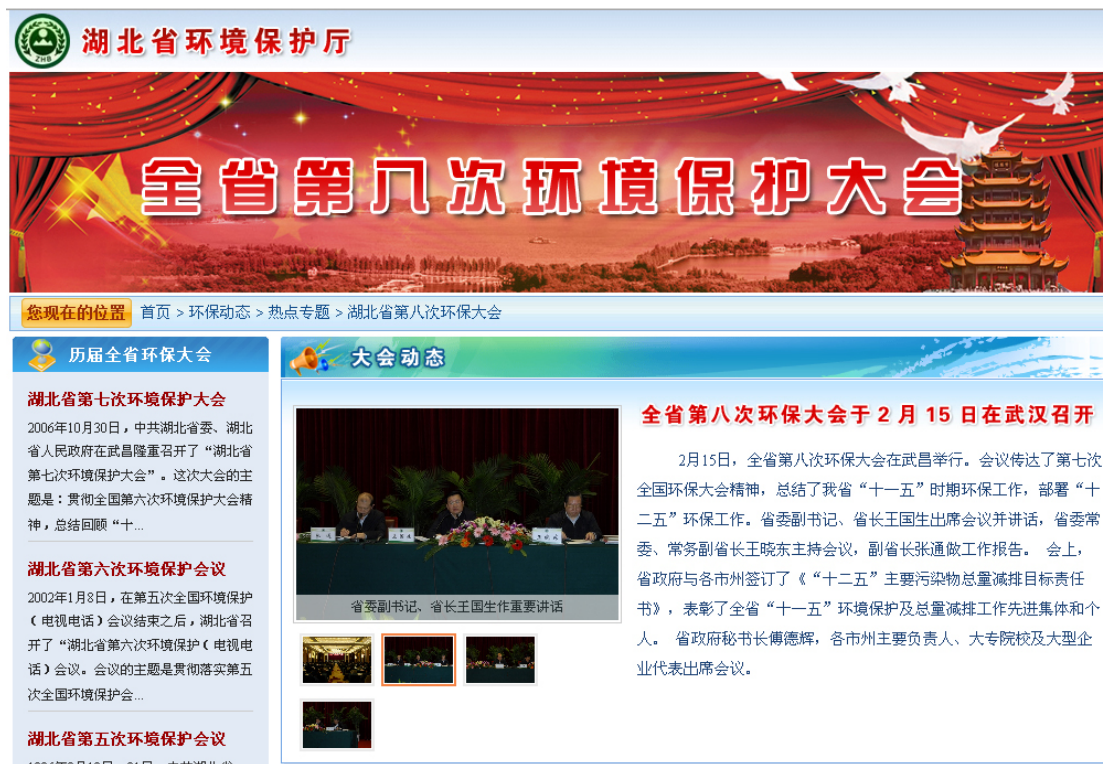 ZHB
湖北省环境保护厅
全省第八次环境保护大会
您现在的位置 首页 > 环保动态 > 热点专题 > 湖北省第八次环保大会
历届全省环保大会
湖北省第七次环境保护大会
2006年10月30日，中共湖北省委、湖北
省人民政府在武昌隆重召开了“湖北省
第七次环境保护大会”。这次大会的主
题是：贯彻全国第六次环境保护大会精
神，总结回顾“十...
湖北省第六次环境保护会议
2002年1月8日，在第五次全国环境保护
（电视电话）会议结束之后，湖北省召
开了“湖北省第六次环境保护（电视电
话）会议。会议的主题是贯彻落实第五
次全国环境保护会...
湖北省第五次环境保护会议
大会动态
省委副书记、省长王国生作重要讲话
全省第八次环保大会于2月15日在武汉召开
2月15日，全省第八次环保大会在武昌举行。会议传达了第七次
全国环保大会精神，总结了我省“十一五”时期环保工作，部署“十
二五”环保工作。省委副书记、省长王国生出席会议并讲话，省委常
委、常务副省长王晓东主持会议，副省长张通做工作报告。 会上，
省政府与各市州签订了《“十二五”主要污染物总量减排目标责任
书》，表彰了全省“十一五”环境保护及总量减排工作先进集体和个
人。 省政府秘书长傅德辉，各市州主要负责人、大专院校及大型企
业代表出席会议。